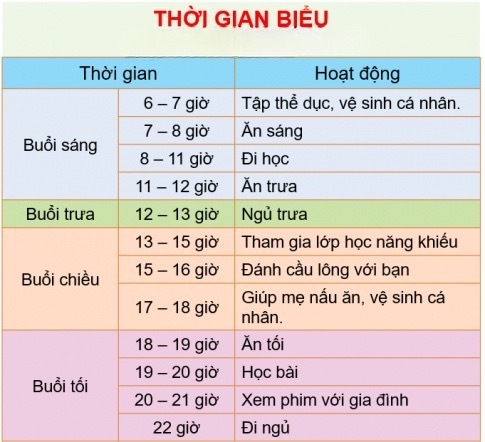 THỜI GIAN BIỂU
Thời gian Hoạt động
Buổi sáng
6 – 7 giờ Tập thể dục, vệ sinh cá nhân.
7 – 8 giờ Ăn sáng
8 – 11 giờ Đi học
11 – 12 giờ Ăn trưa
Buổi trưa 12 – 13 giờ Ngủ trưa
Buổi chiều
13 – 15 giờ Tham gia lớp học năng khiếu
15 – 16 giờ Đánh cầu lông với bạn
17 – 18 giờ Giúp mẹ nấu ăn, vệ sinh cá
nhân.
Buổi tối
18 – 19 giờ Ăn tối
19 – 20 giờ Học bài
20 – 21 giờ Xem phim với gia đình
22 giờ Đi ngủ